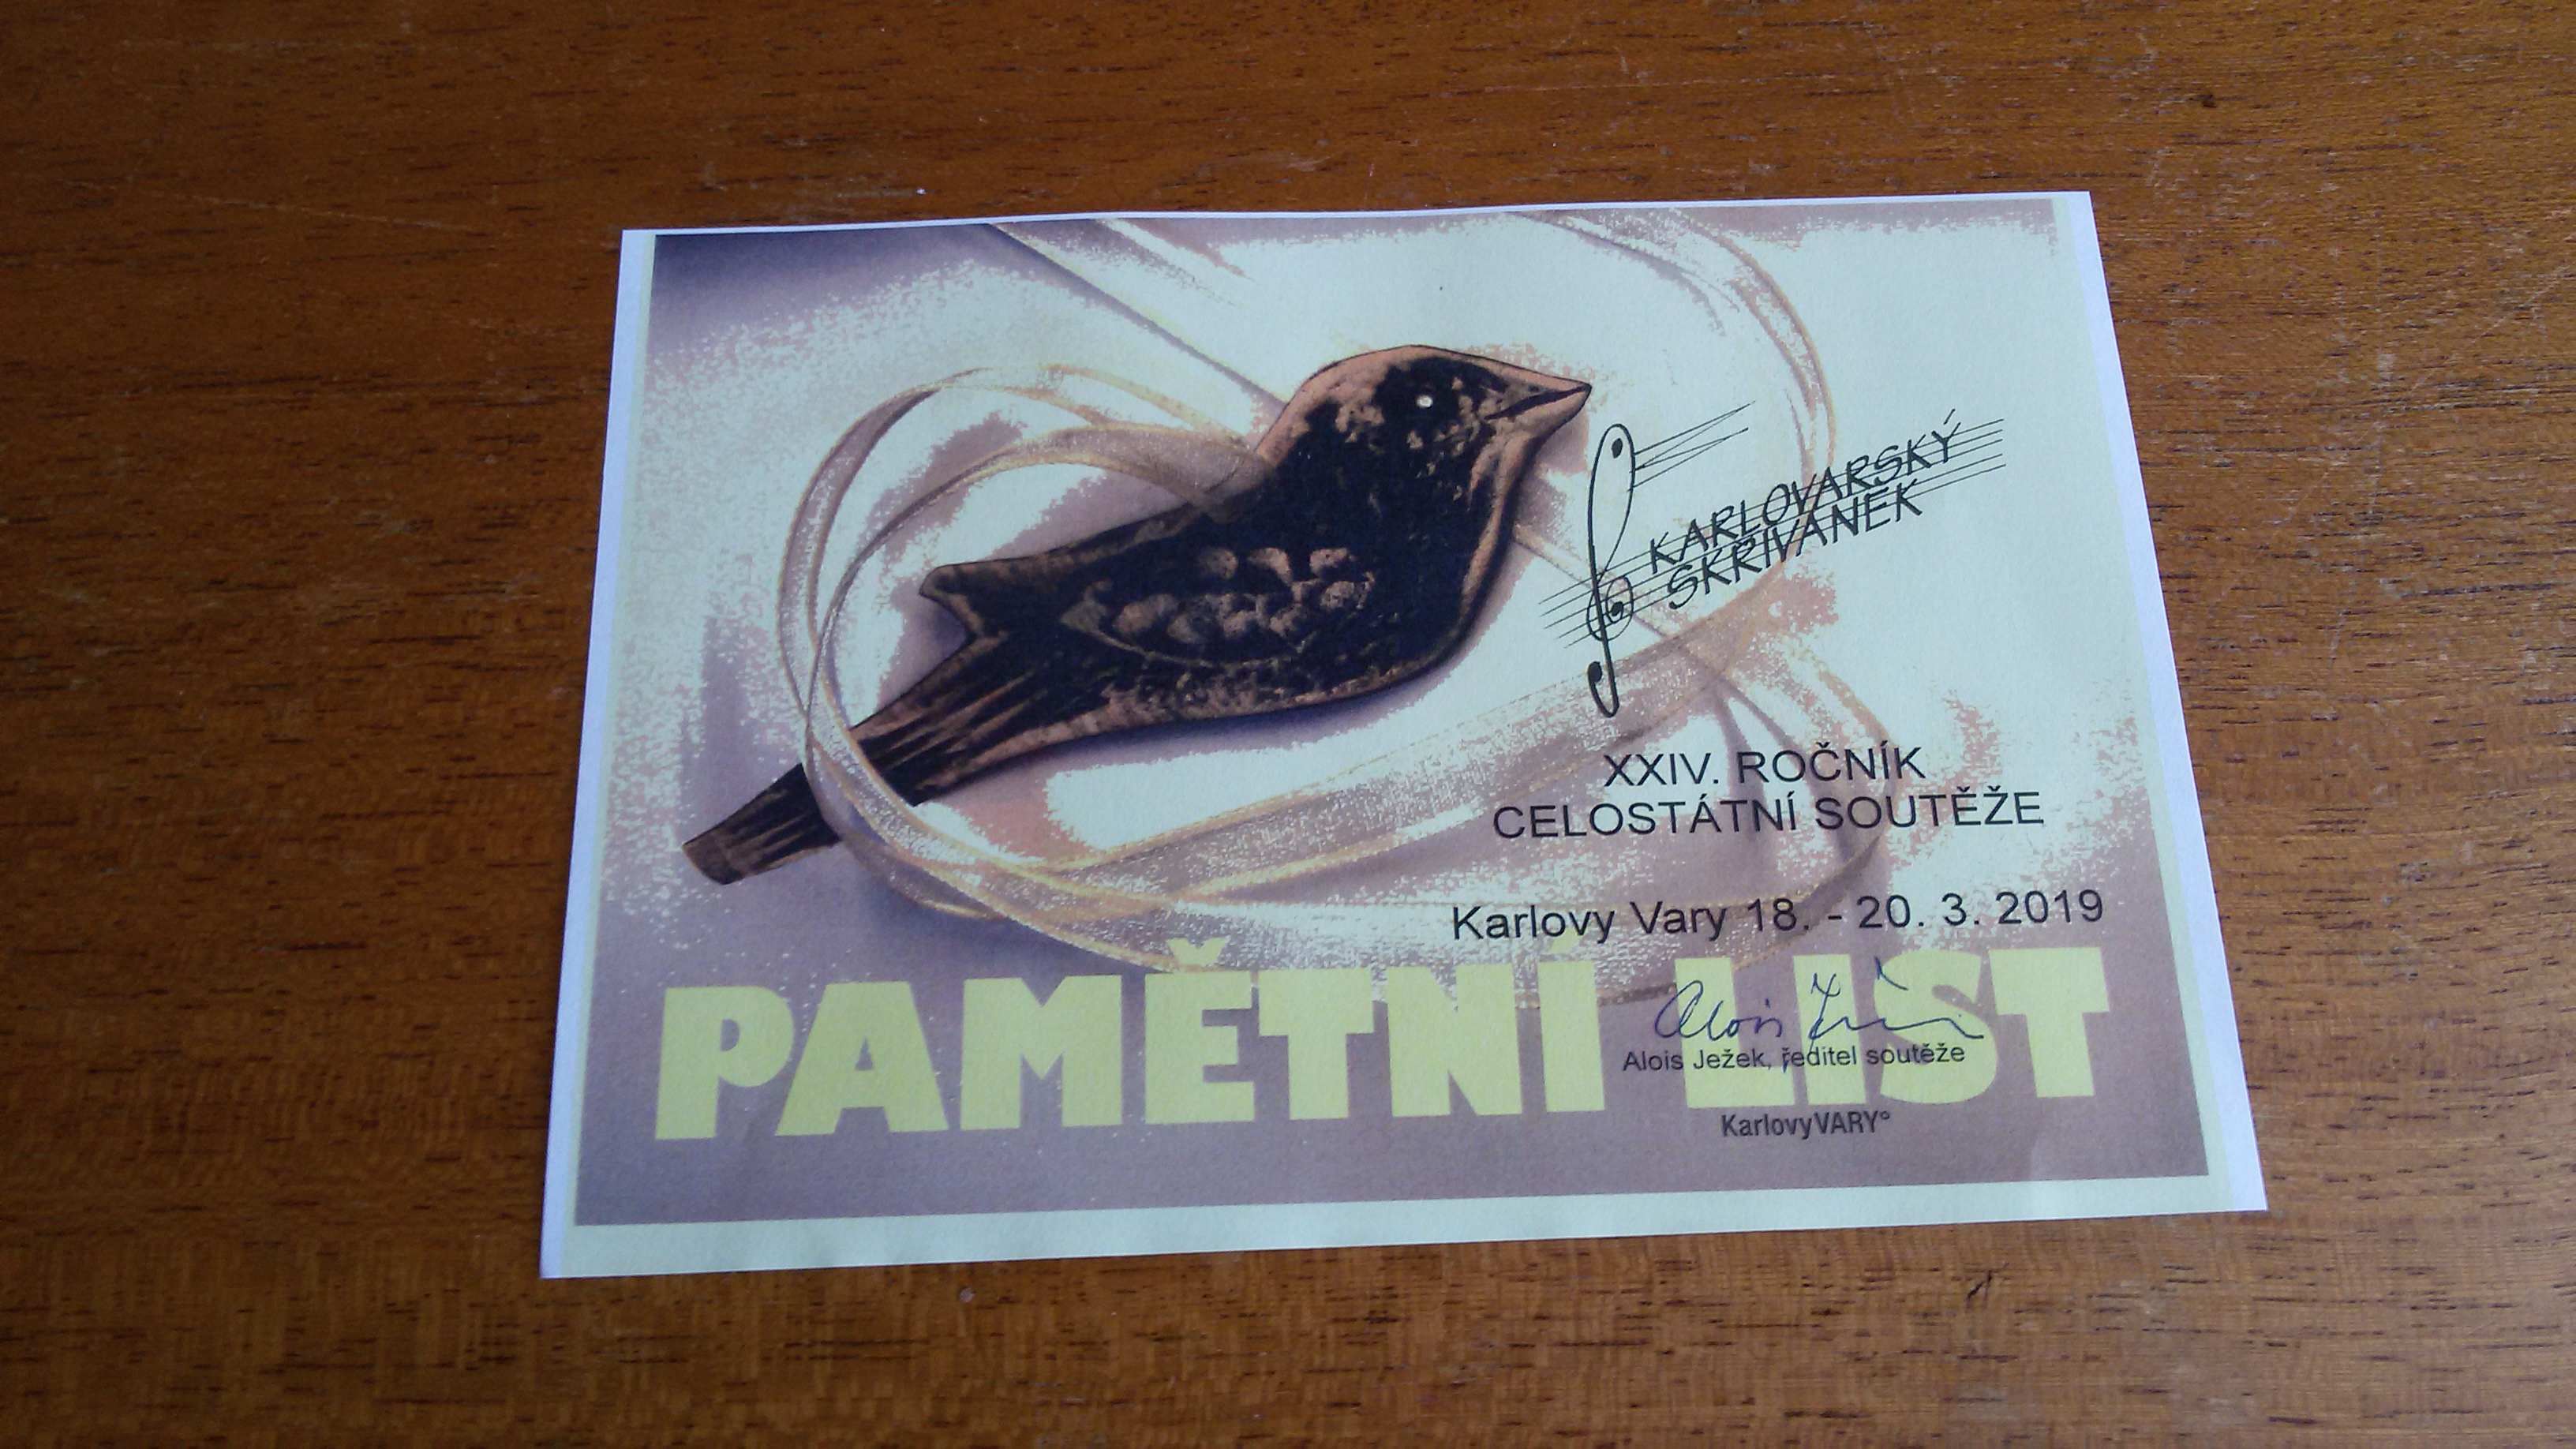 KARLOVARSKÝ
SKŘIVÁNEK
XXIV. ROČNÍK
CELOSTÁTNÍ SOUTĚŽE
Karlovy Vary 18. - 20. 3. 2019
PAMĚTNÍ LIST
Alois Ježek, ředitel soutěže
KarlovyVARY°